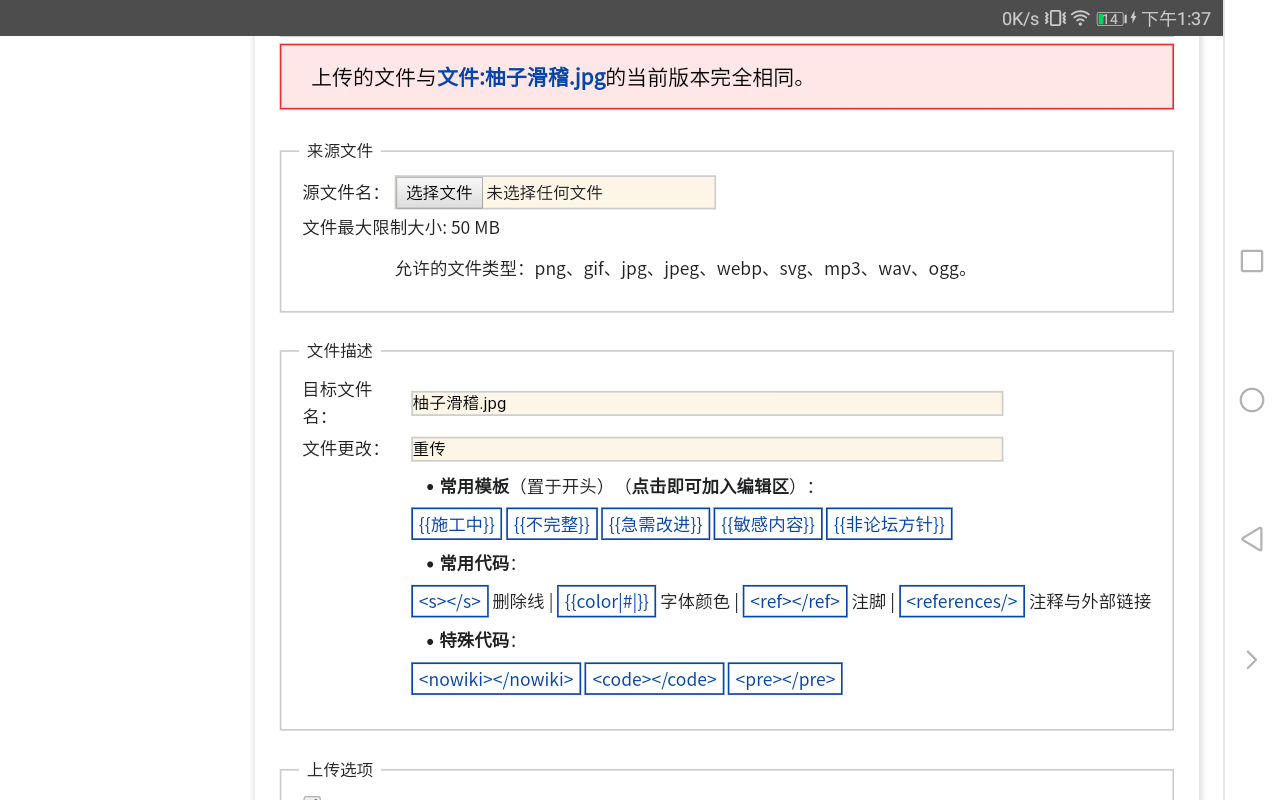 0K/s 14 下午1:37
上传的文件与文件:柚子滑稽.jpg的当前版本完全相同。
来源文件
源文件名： 选择文件 未选择任何文件
文件最大限制大小: 50 MB
允许的文件类型：png、gif、jpg、jpeg、webp、svg、mp3、wav、ogg。
文件描述
目标文件
名：
柚子滑稽.jpg
文件更改： 重传
• 常用模板（置于开头）（点击即可加入编辑区）：
{{施工中}} {{不完整}} {{急需改进}} {{敏感内容}} {{非论坛方针}}
• 常用代码：
<s></s> 删除线 | {{color|#|}} 字体颜色 | <ref></ref> 注脚 | <references/> 注释与外部链接
• 特殊代码：
<nowiki></nowiki> <code></code> <pre></pre>
上传选项